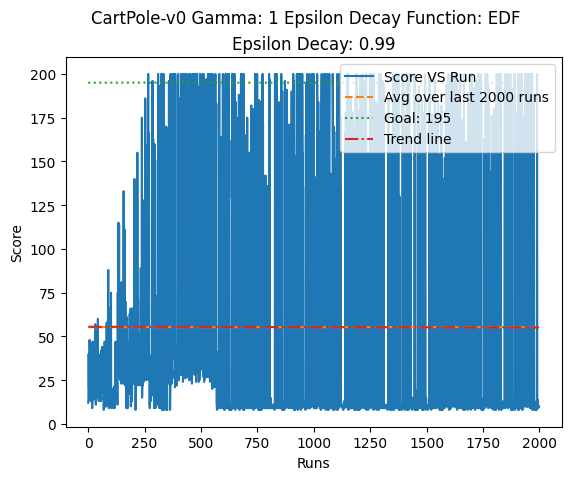 CartPole-v0 Gamma: 1 Epsilon Decay Function: EDF
Epsilon Decay: 0.99
Score VS Run
Avg over last 2000 runs
Goal: 195
Trend line
200
175
150
125
100
75
50
25
0
Score
0
250
500
750
1000
1250
1500
1750
2000
Runs